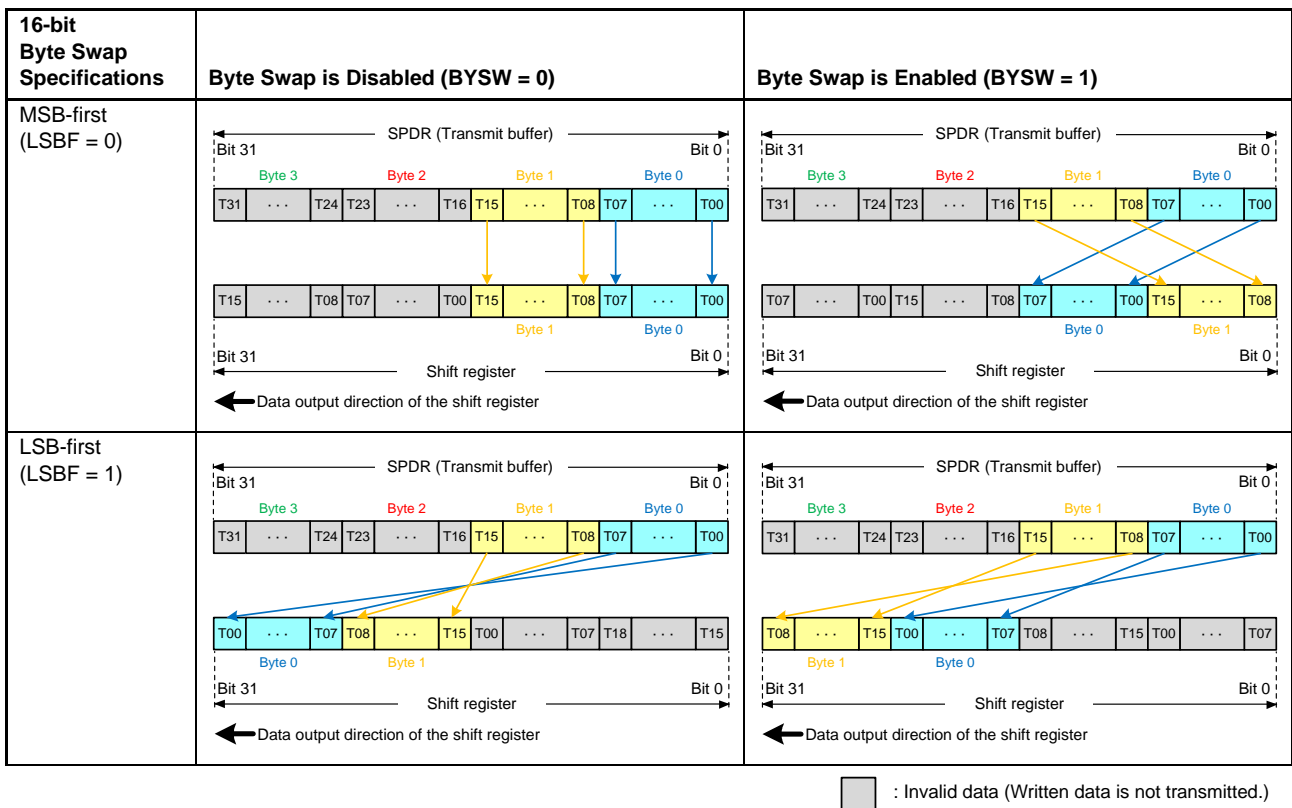 16-bit
Byte Swap
Specifications
Byte Swap is Disabled (BYSW = 0)
Byte Swap is Enabled (BYSW = 1)
MSB-first
(LSBF = 0)
SPDR (Transmit buffer)
Bit 31 Bit 0
Byte 3 Byte 2 Byte 1 Byte 0
T31 ... T24 T23 ... T16 T15 ... T08 T07 ... T00
T15 ... T08 T07 ... T00 T15 ... T08 T07 ... T00
Byte 1 Byte 0
Bit 31 Bit 0
Shift register
Data output direction of the shift register
SPDR (Transmit buffer)
Bit 31 Bit 0
Byte 3 Byte 2 Byte 1 Byte 0
T31 ... T24 T23 ... T16 T15 ... T08 T07 ... T00
T07 ... T00 T15 ... T08 T07 ... T00 T15 ... T08
Byte 0 Byte 1
Bit 31 Bit 0
Shift register
Data output direction of the shift register
LSB-first
(LSBF = 1)
SPDR (Transmit buffer)
Bit 31 Bit 0
Byte 3 Byte 2 Byte 1 Byte 0
T31 ... T24 T23 ... T16 T15 ... T08 T07 ... T00
T00 ... T07 T08 ... T15 T00 ... T07 T18 ... T15
Byte 0 Byte 1
Bit 31 Bit 0
Shift register
Data output direction of the shift register
SPDR (Transmit buffer)
Bit 31 Bit 0
Byte 3 Byte 2 Byte 1 Byte 0
T31 ... T24 T23 ... T16 T15 ... T08 T07 ... T00
T08 ... T15 T00 ... T07 T08 ... T15 T00 ... T07
Byte 1 Byte 0
Bit 31 Bit 0
Shift register
Data output direction of the shift register
: Invalid data (Written data is not transmitted.)